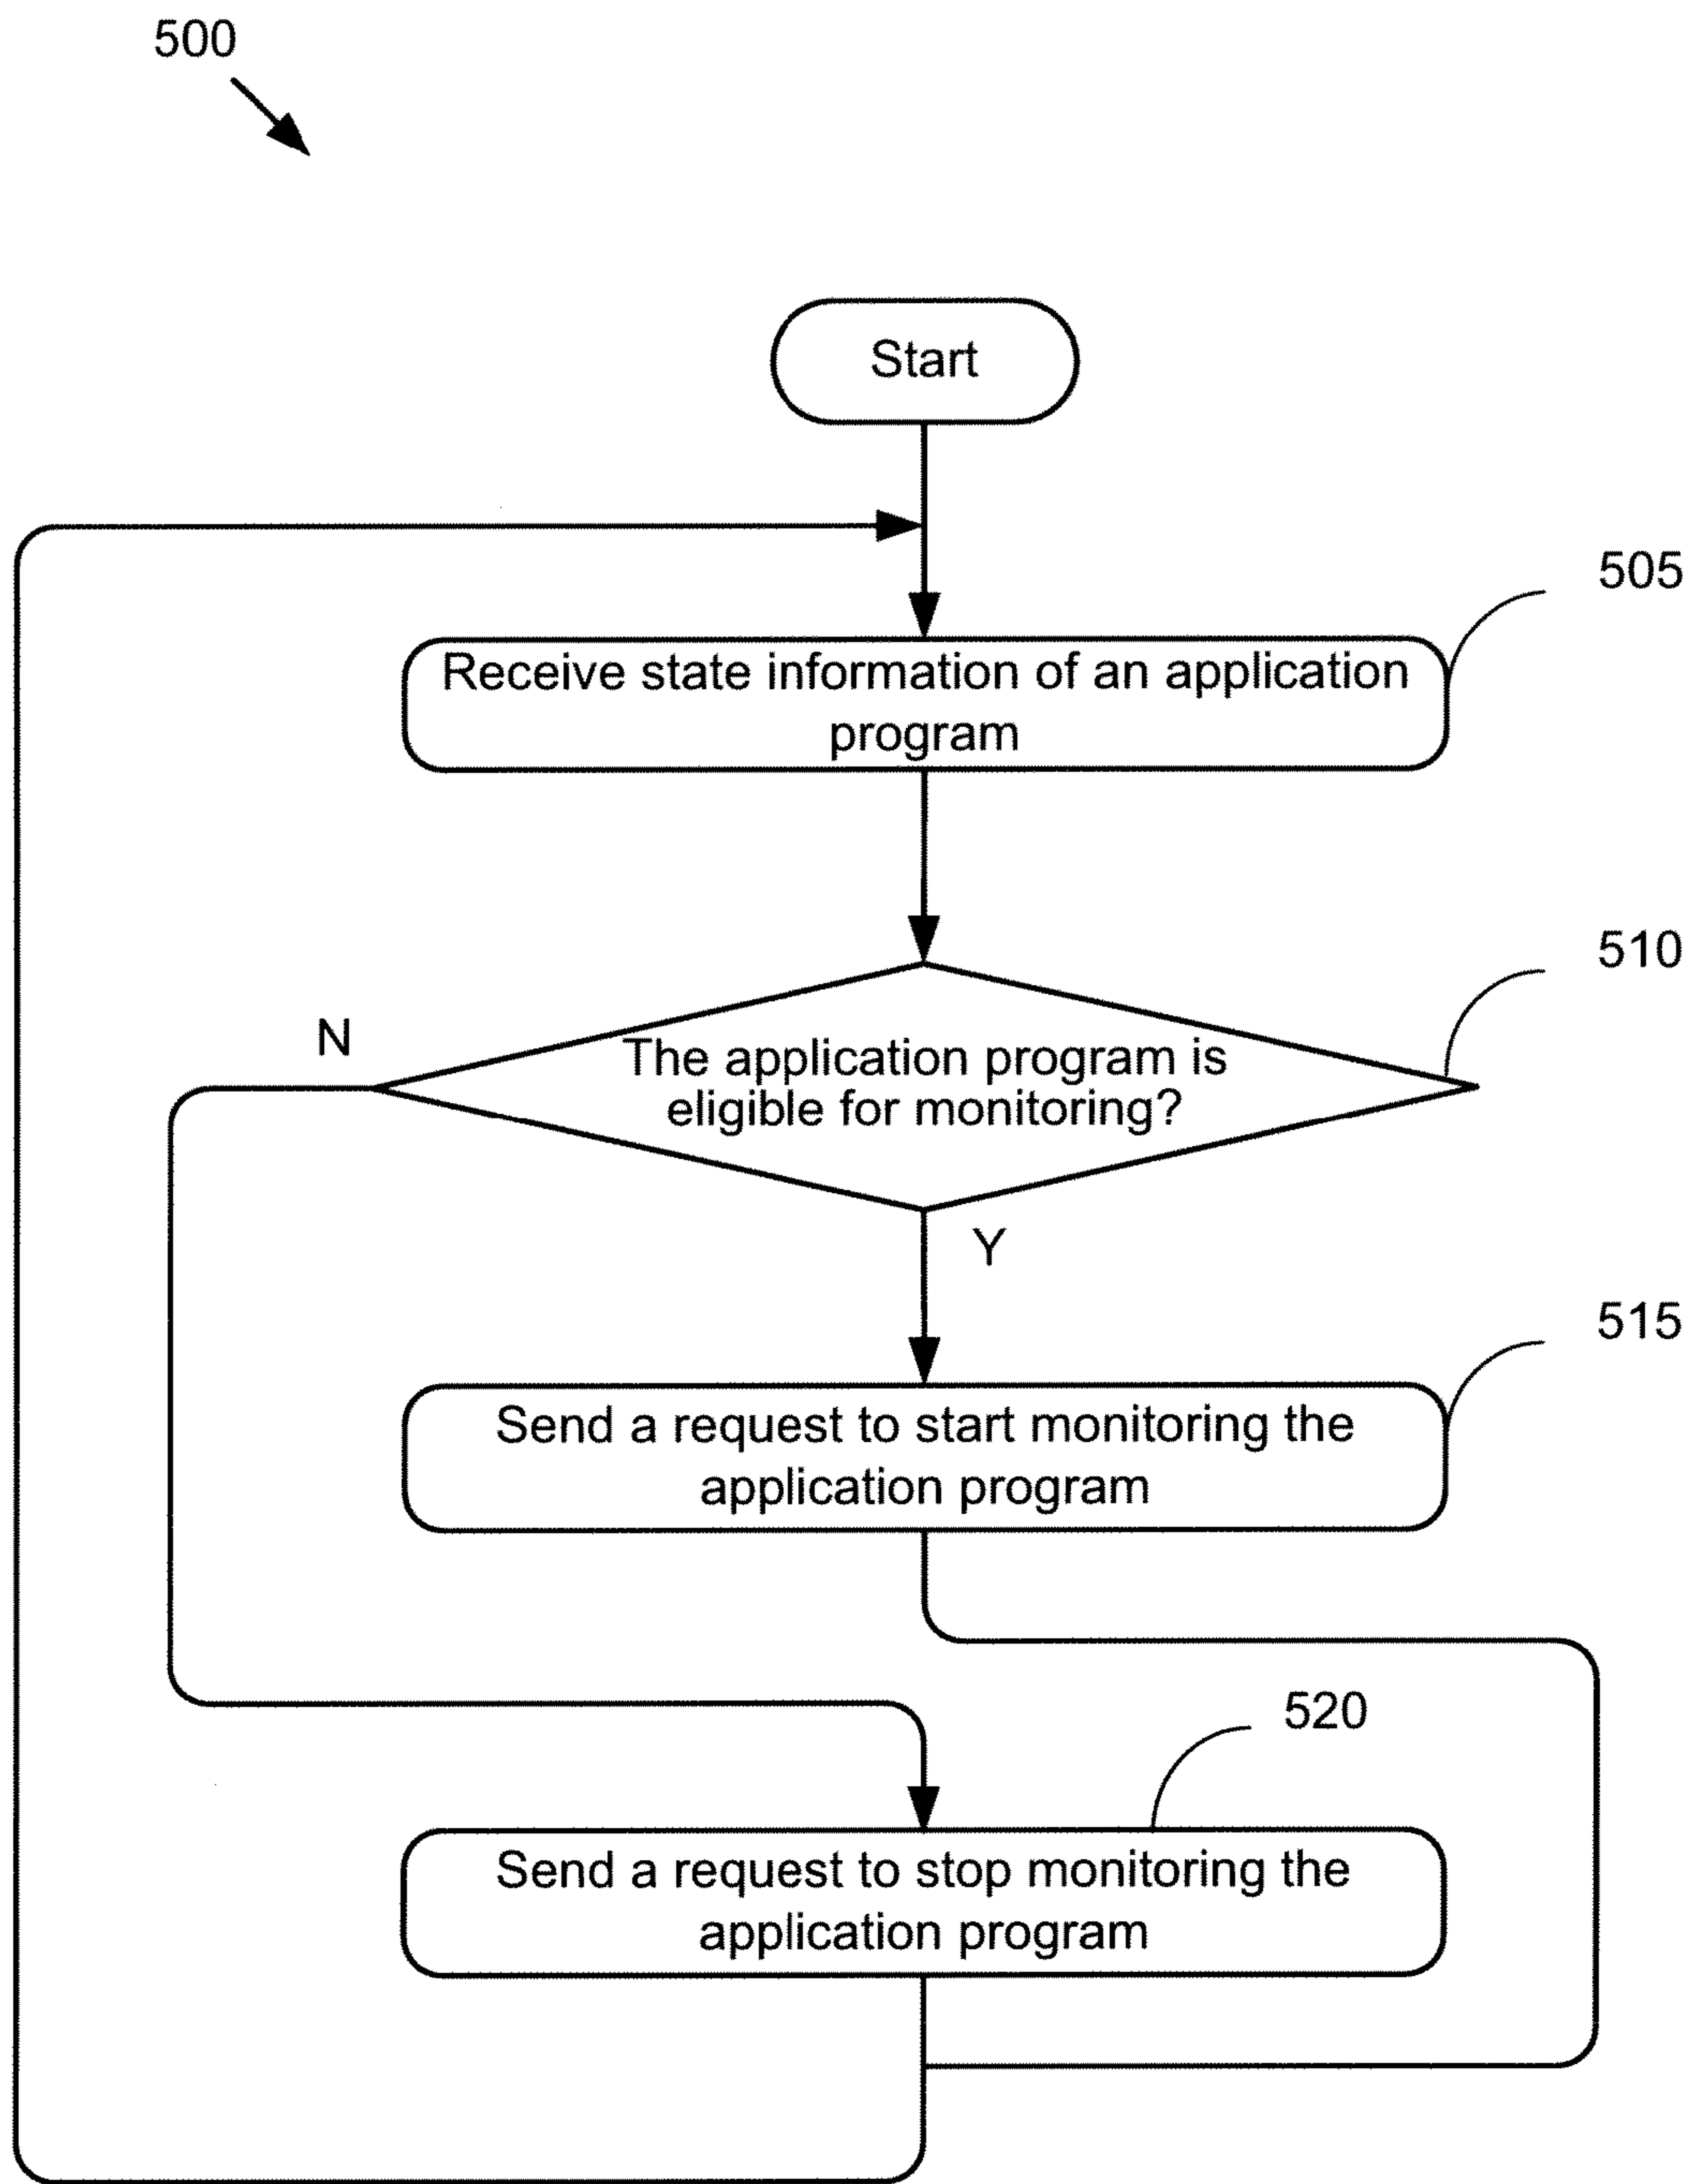 500
Start
505
Receive state information of an application
program
510
N
The application program is
eligible for monitoring?
Y
515
Send a request to start monitoring the
application program
520
Send a request to stop monitoring the
application program